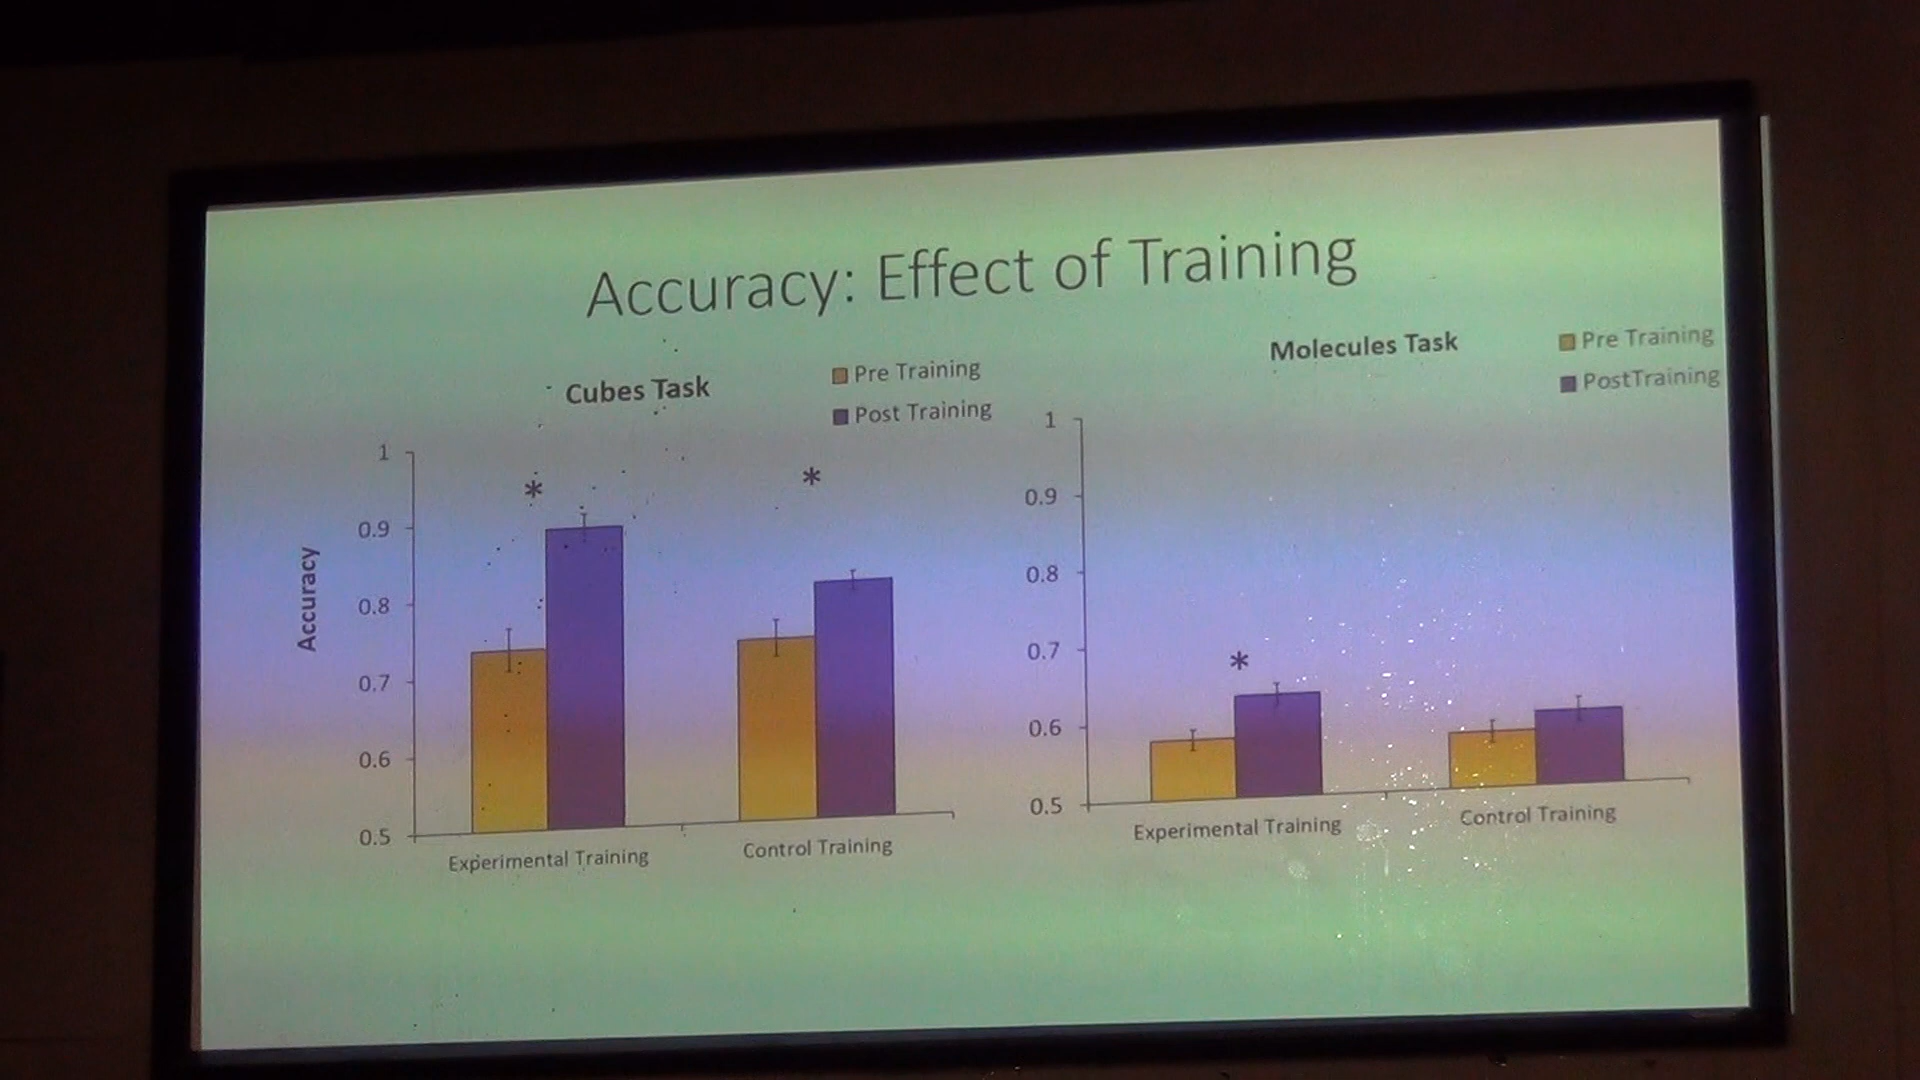 Accuracy: Effect of Training
Cubes Task
Pre Training
Post Training
*
*
Accuracy
1
0.9
0.8
0.7
0.6
0.5
Experimental Training
Control Training
Molecules Task
Pre Training
PostTraining
*
1
0.9
0.8
0.7
0.6
0.5
Experimental Training
Control Training